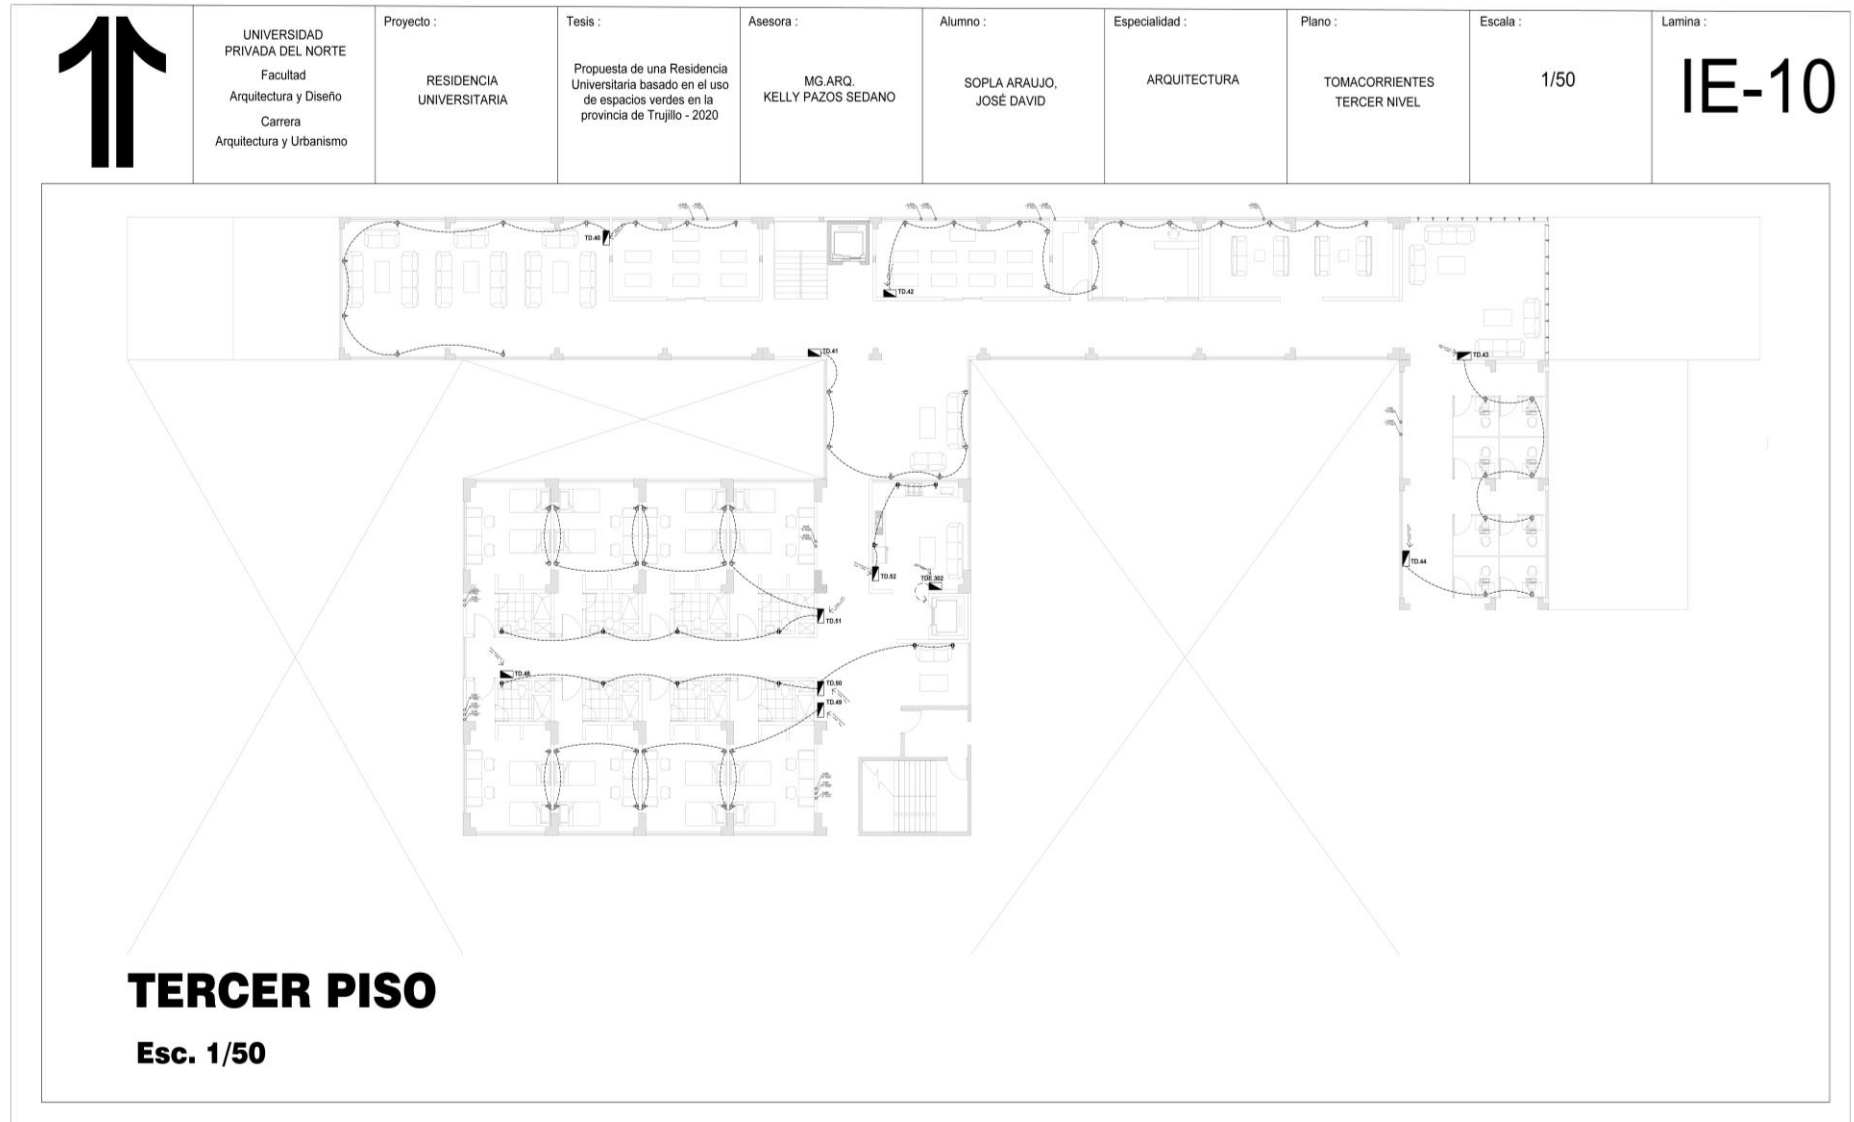 UNIVERSIDAD
PRIVADA DEL NORTE
Facultad
Arquitectura y Diseño
Carrera
Arquitectura y Urbanismo
Proyecto :
RESIDENCIA
UNIVERSITARIA
Tesis :
Propuesta de una Residencia
Universitaria basado en el uso
de espacios verdes en la
provincia de Trujillo - 2020
Asesora :
MG.ARQ.
KELLY PAZOS SEDANO
Alumno :
SOPLA ARAUJO,
JOSÉ DAVID
Especialidad :
ARQUITECTURA
Plano :
TOMACORRIENTES
TERCER NIVEL
Escala :
1/50
Lamina :
IE-10
TD.40
TD.42
TD.41
TD.43
TD.44
TD.52
TD.51
TD.50
TD.49
TERCER PISO
Esc. 1/50